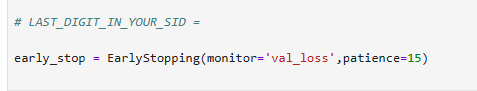 # LAST_DIGIT_IN_YOUR_SID =
early_stop = EarlyStopping(monitor='val_loss',patience=15)